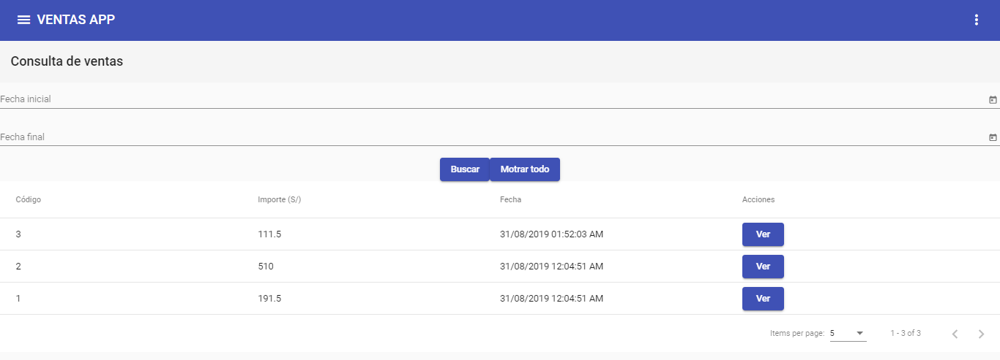 VENTAS APP
Consulta de ventas
Fecha inicial
Fecha final
Buscar Motrar todo
Código Importe (S/) Fecha Acciones
3 111.5 31/08/2019 01:52:03 AM Ver
2 510 31/08/2019 12:04:51 AM Ver
1 191.5 31/08/2019 12:04:51 AM Ver
Items per page: 5 1 - 3 of 3